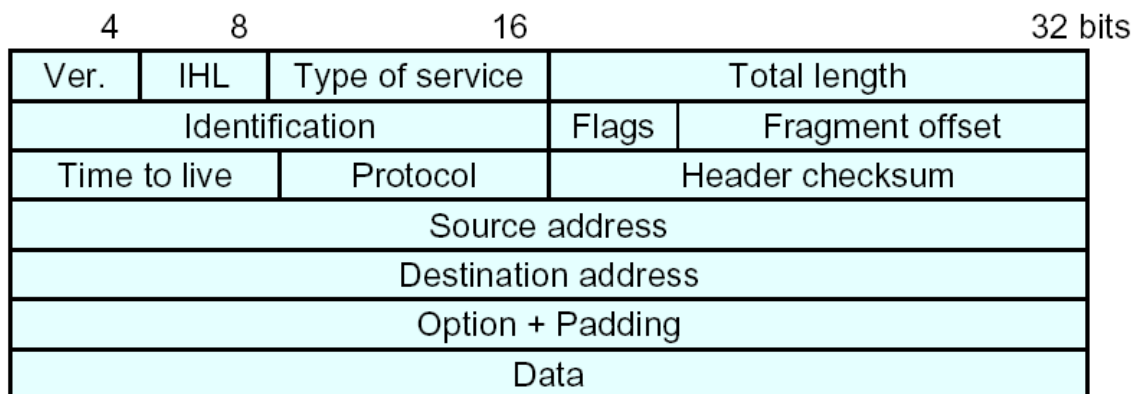 4 8 16 32 bits
Ver. IHL Type of service Total length
Identification Flags Fragment offset
Time to live Protocol Header checksum
Source address
Destination address
Option + Padding
Data